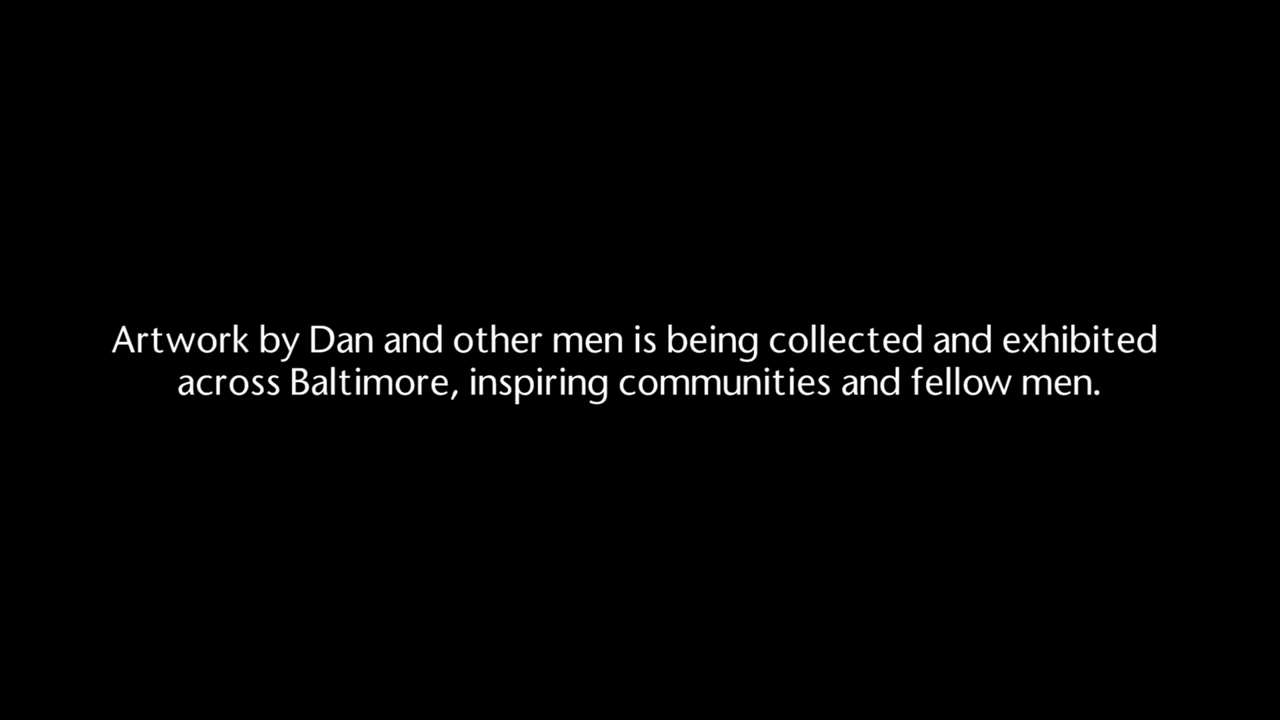 Artwork by Dan and other men is being collected and exhibited
across Baltimore, inspiring communities and fellow men.